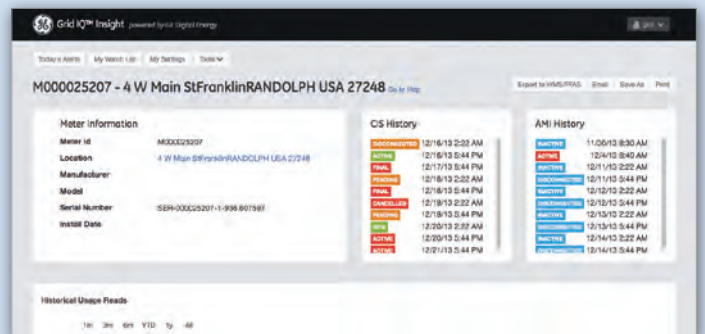 Grid IQ™ Insight powered by GE Digital Energy
Today's Alerts My Watch List My Settings Tools
M000025207 - 4 W Main StFranklinRANDOLPH USA 27248 Go to Map
Export to WMS/PFAS Email Save As Print
Meter Information
Meter Id M000025207
Location 4 W Main StFranklinRANDOLPH USA 27248
Manufacturer
Model
Serial Number SER-000025207-1-936.807597
Install Date
CIS History
DISCONNECTED 12/16/13 2:22 AM
ACTIVE 12/16/13 5:44 PM
FINAL 12/17/13 5:44 PM
PENDING 12/18/13 2:22 AM
FINAL 12/18/13 5:44 PM
CANCELLED 12/19/13 2:22 AM
PENDING 12/19/13 5:44 PM
12/20/13 2:22 AM
ACTIVE 12/20/13 5:44 PM
ACTIVE 12/21/13 5:44 PM
AMI History
INACTIVE 11/06/13 8:30 AM
ACTIVE 12/4/13 8:40 AM
INACTIVE 12/11/13 2:22 AM
DISCONNECTED 12/11/13 5:44 PM
INACTIVE 12/12/13 2:22 AM
DISCONNECTED 12/12/13 5:44 PM
INACTIVE 12/13/13 2:22 AM
DISCONNECTED 12/13/13 5:44 PM
INACTIVE 12/14/13 2:22 AM
DISCONNECTED 12/14/13 5:44 PM
Historical Usage Reads
1m 3m 6m YTD 1y All